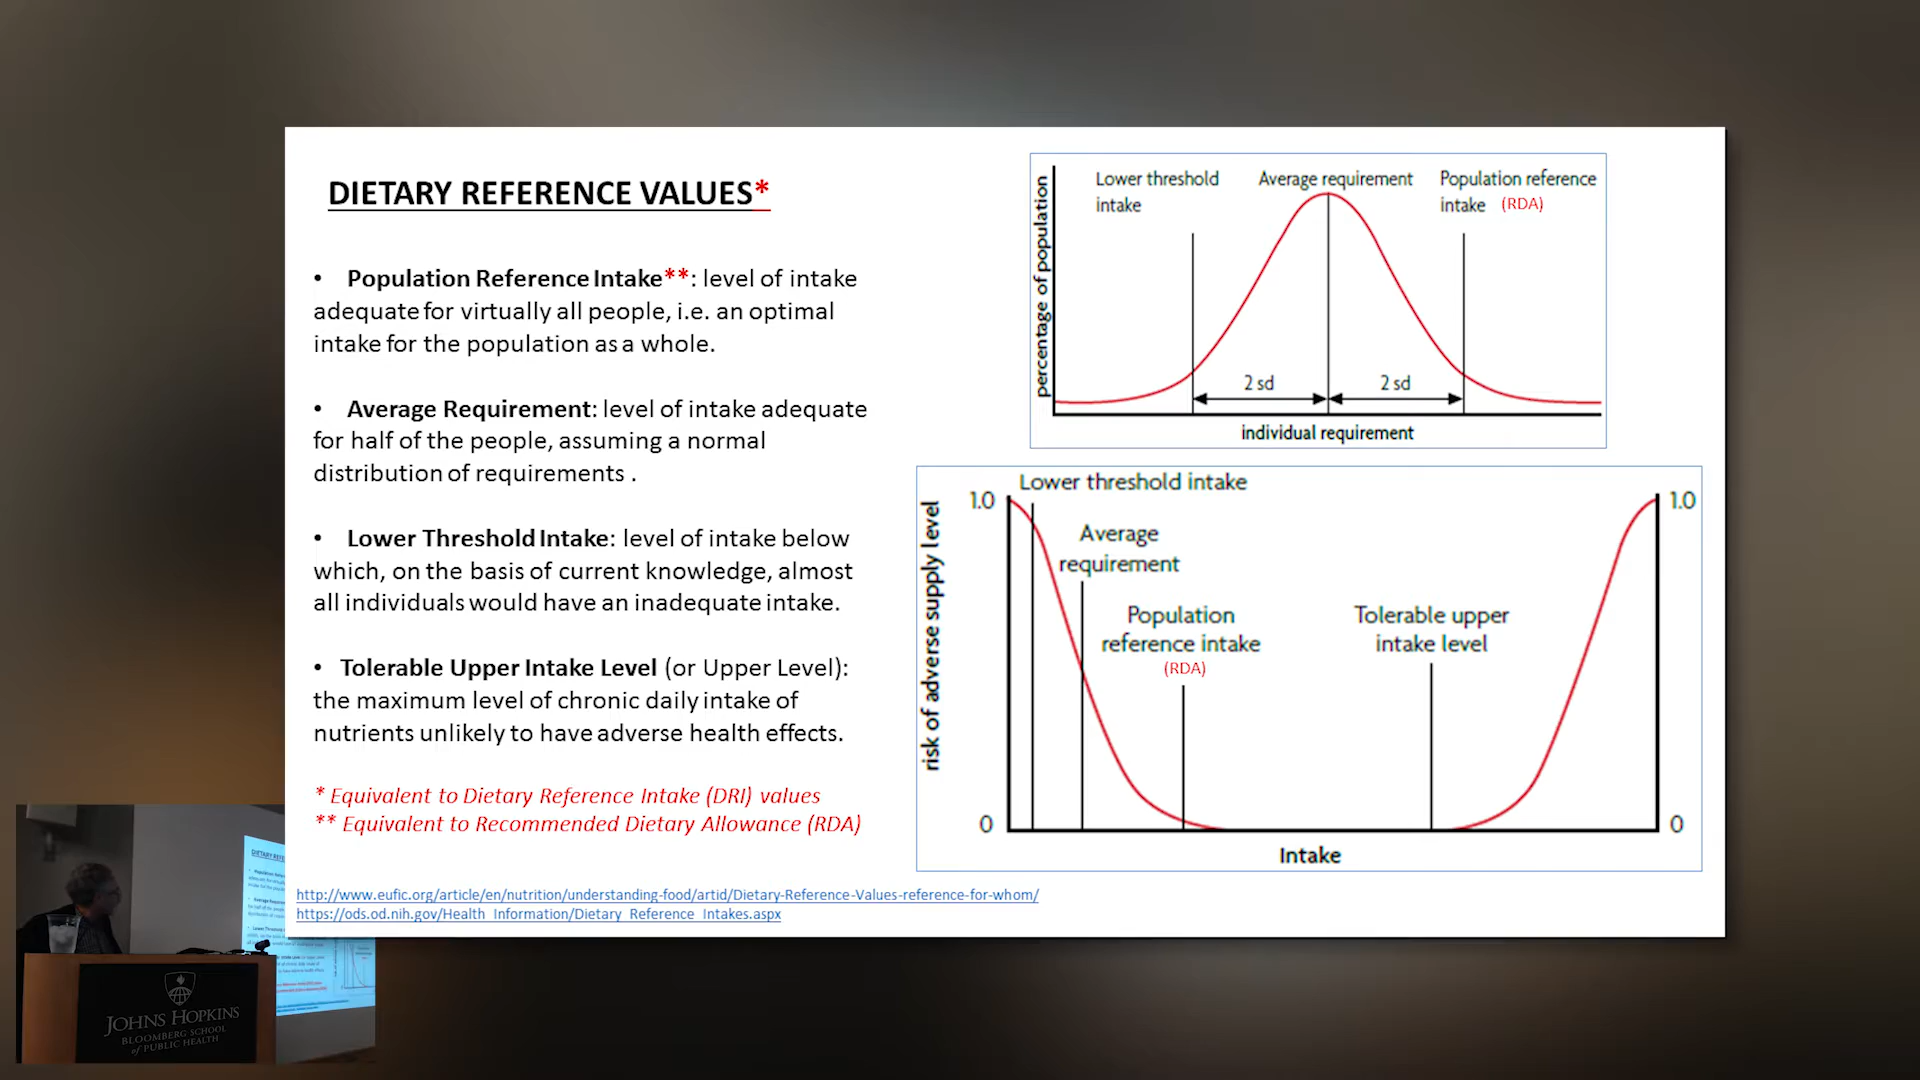 DIETARY REFERENCE VALUES*
• Population Reference Intake**: level of intake
adequate for virtually all people, i.e. an optimal
intake for the population as a whole.
• Average Requirement: level of intake adequate
for half of the people, assuming a normal
distribution of requirements .
• Lower Threshold Intake: level of intake below
which, on the basis of current knowledge, almost
all individuals would have an inadequate intake.
• Tolerable Upper Intake Level (or Upper Level):
the maximum level of chronic daily intake of
nutrients unlikely to have adverse health effects.
* Equivalent to Dietary Reference Intake (DRI) values
** Equivalent to Recommended Dietary Allowance (RDA)
http://www.eufic.org/article/en/nutrition/understanding-food/artid/Dietary-Reference-Values-reference-for-whom/
https://ods.od.nih.gov/Health_Information/Dietary_Reference_Intakes.aspx
percentage of population
Lower threshold
intake
Average requirement
Population reference
intake (RDA)
2 sd
2 sd
individual requirement
risk of adverse supply level
Lower threshold intake
1.0
1.0
Average
requirement
Population
reference intake
(RDA)
Tolerable upper
intake level
0
0
Intake
JOHNS HOPKINS
BLOOMBERG SCHOOL
of PUBLIC HEALTH